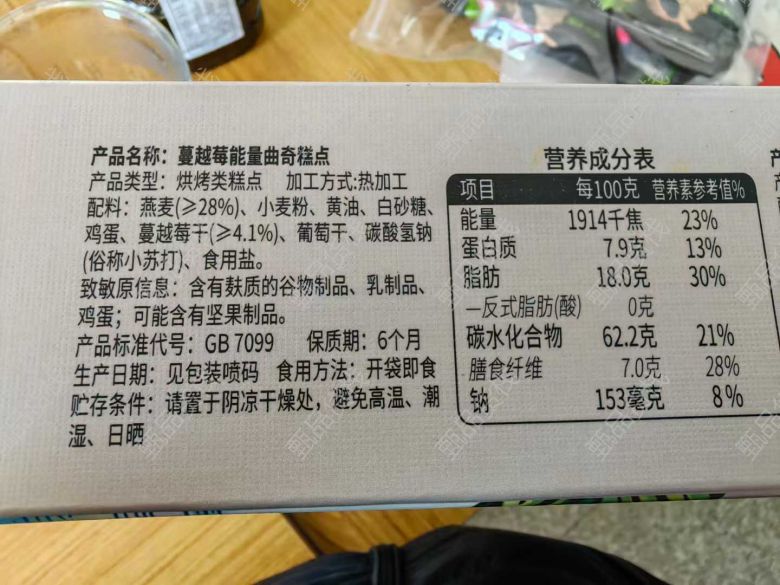 产品名称：蔓越莓能量曲奇糕点
产品类型：烘烤类糕点 加工方式:热加工
配料：燕麦(≥28%)、小麦粉、黄油、白砂糖、
鸡蛋、蔓越莓干(≥4.1%)、葡萄干、碳酸氢钠
(俗称小苏打)、食用盐。
致敏原信息：含有麸质的谷物制品、乳制品、
鸡蛋；可能含有坚果制品。
产品标准代号：GB 7099 保质期：6个月
生产日期：见包装喷码 食用方法：开袋即食
贮存条件：请置于阴凉干燥处，避免高温、潮
湿、日晒
营养成分表
项目 每100克 营养素参考值%
能量 1914千焦 23%
蛋白质 7.9克 13%
脂肪 18.0克 30%
—反式脂肪(酸) 0克
碳水化合物 62.2克 21%
膳食纤维 7.0克 28%
钠 153毫克 8%